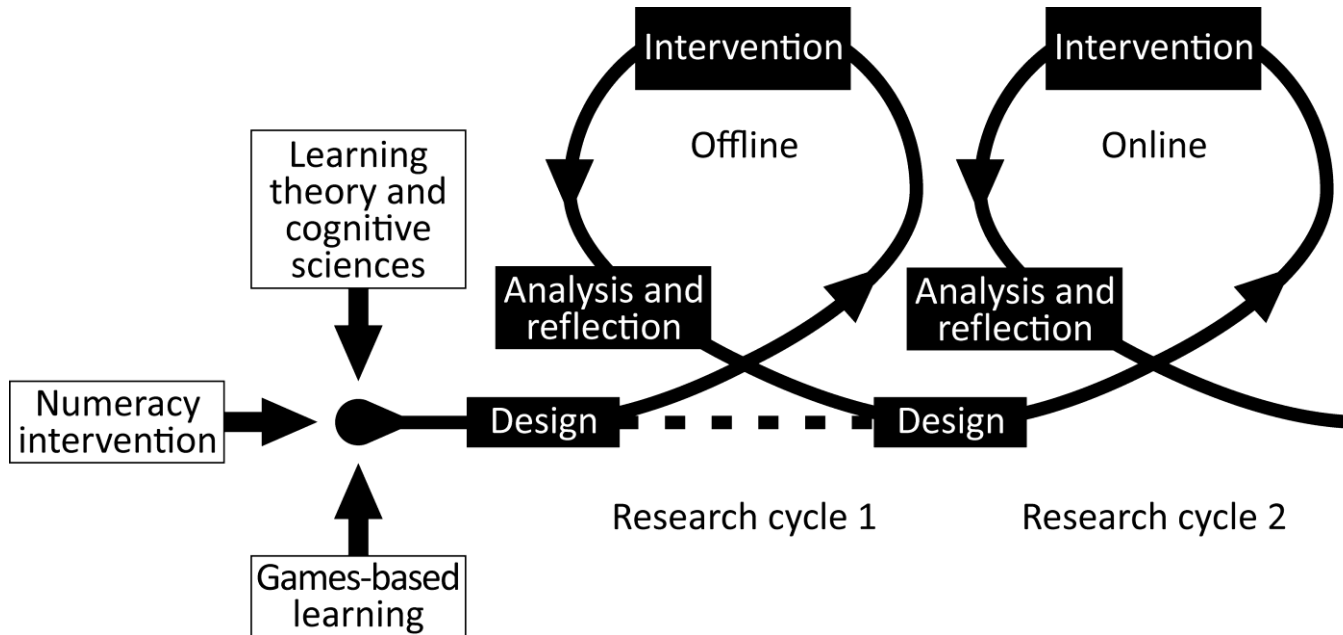 Intervention
Offline
Intervention
Online
Learning
theory and
cognitive
sciences
Analysis and
reflection
Analysis and
reflection
Numeracy
intervention
Design
Design
Research cycle 1
Research cycle 2
Games-based
learning